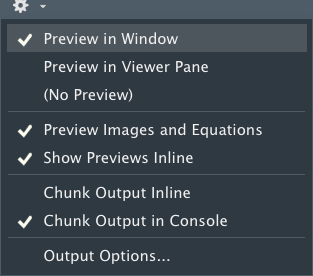 Preview in Window
Preview in Viewer Pane
(No Preview)
Preview Images and Equations
Show Previews Inline
Chunk Output Inline
Chunk Output in Console
Output Options...